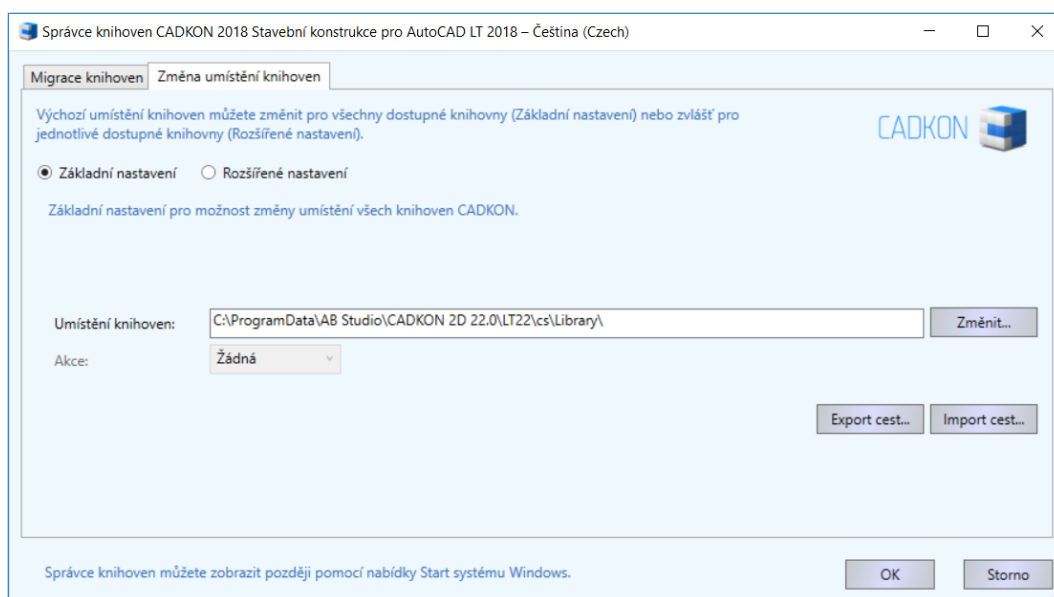 Správce knihoven CADKON 2018 Stavební konstrukce pro AutoCAD LT 2018 – Čeština (Czech)
Migrace knihoven
Změna umístění knihoven
Výchozí umístění knihoven můžete změnit pro všechny dostupné knihovny (Základní nastavení) nebo zvlášť pro
jednotlivé dostupné knihovny (Rozšířené nastavení).
CADKON
Základní nastavení
Rozšířené nastavení
Základní nastavení pro možnost změny umístění všech knihoven CADKON.
Umístění knihoven:
C:\ProgramData\AB Studio\CADKON 2D 22.0\LT22\cs\Library\
Změnit...
Akce:
Žádná
Export cest...
Import cest...
Správce knihoven můžete zobrazit později pomocí nabídky Start systému Windows.
OK
Storno